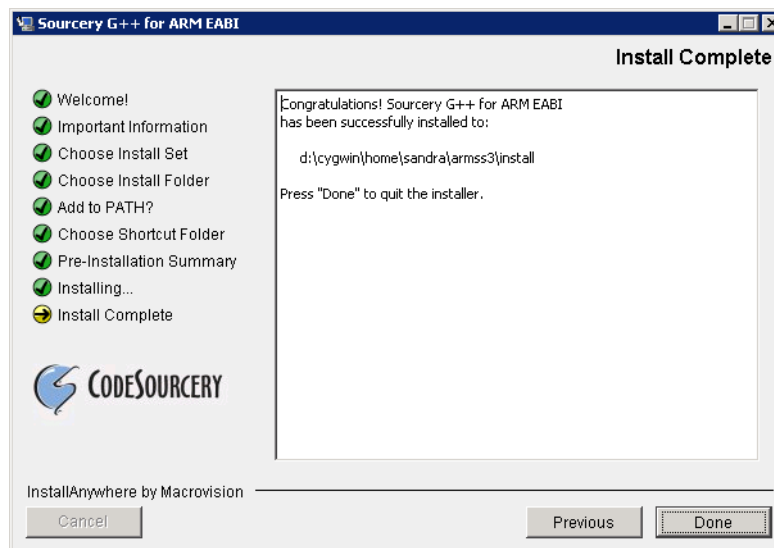 Sourcery G++ for ARM EABI
Install Complete
Welcome!
Important Information
Choose Install Set
Choose Install Folder
Add to PATH?
Choose Shortcut Folder
Pre-Installation Summary
Installing...
Install Complete
CODESOURCERY
Congratulations! Sourcery G++ for ARM EABI
has been successfully installed to:
d:\cygwin\home\sandra\armss3\install
Press "Done" to quit the installer.
InstallAnywhere by Macrovision
Cancel
Previous
Done